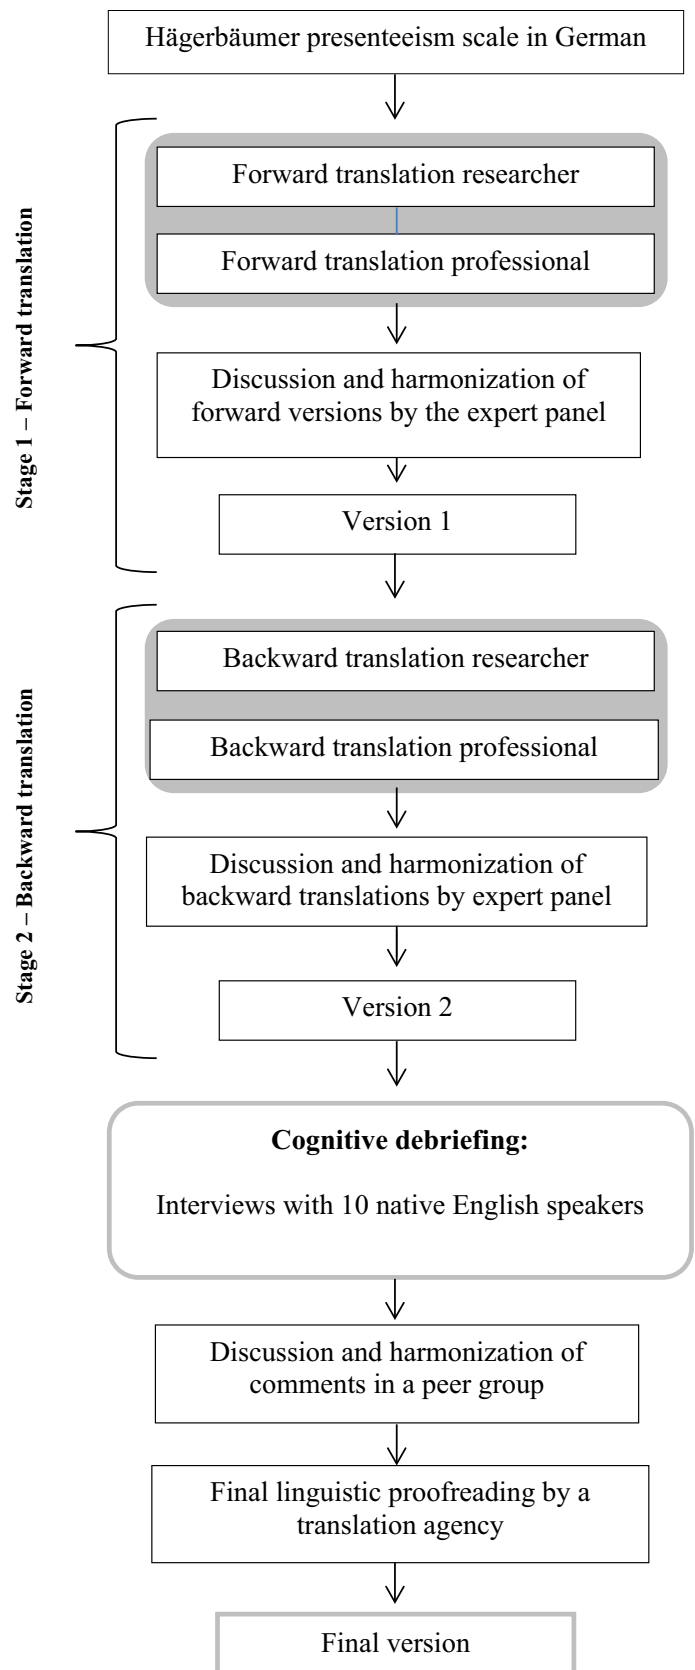 Hägerbäumer presenteeism scale in German
Stage 1 – Forward translation
Forward translation researcher
Forward translation professional
Discussion and harmonization of
forward versions by the expert panel
Version 1
Stage 2 – Backward translation
Backward translation researcher
Backward translation professional
Discussion and harmonization of
backward translations by expert panel
Version 2
Cognitive debriefing:
Interviews with 10 native English speakers
Discussion and harmonization of
comments in a peer group
Final linguistic proofreading by a
translation agency
Final version